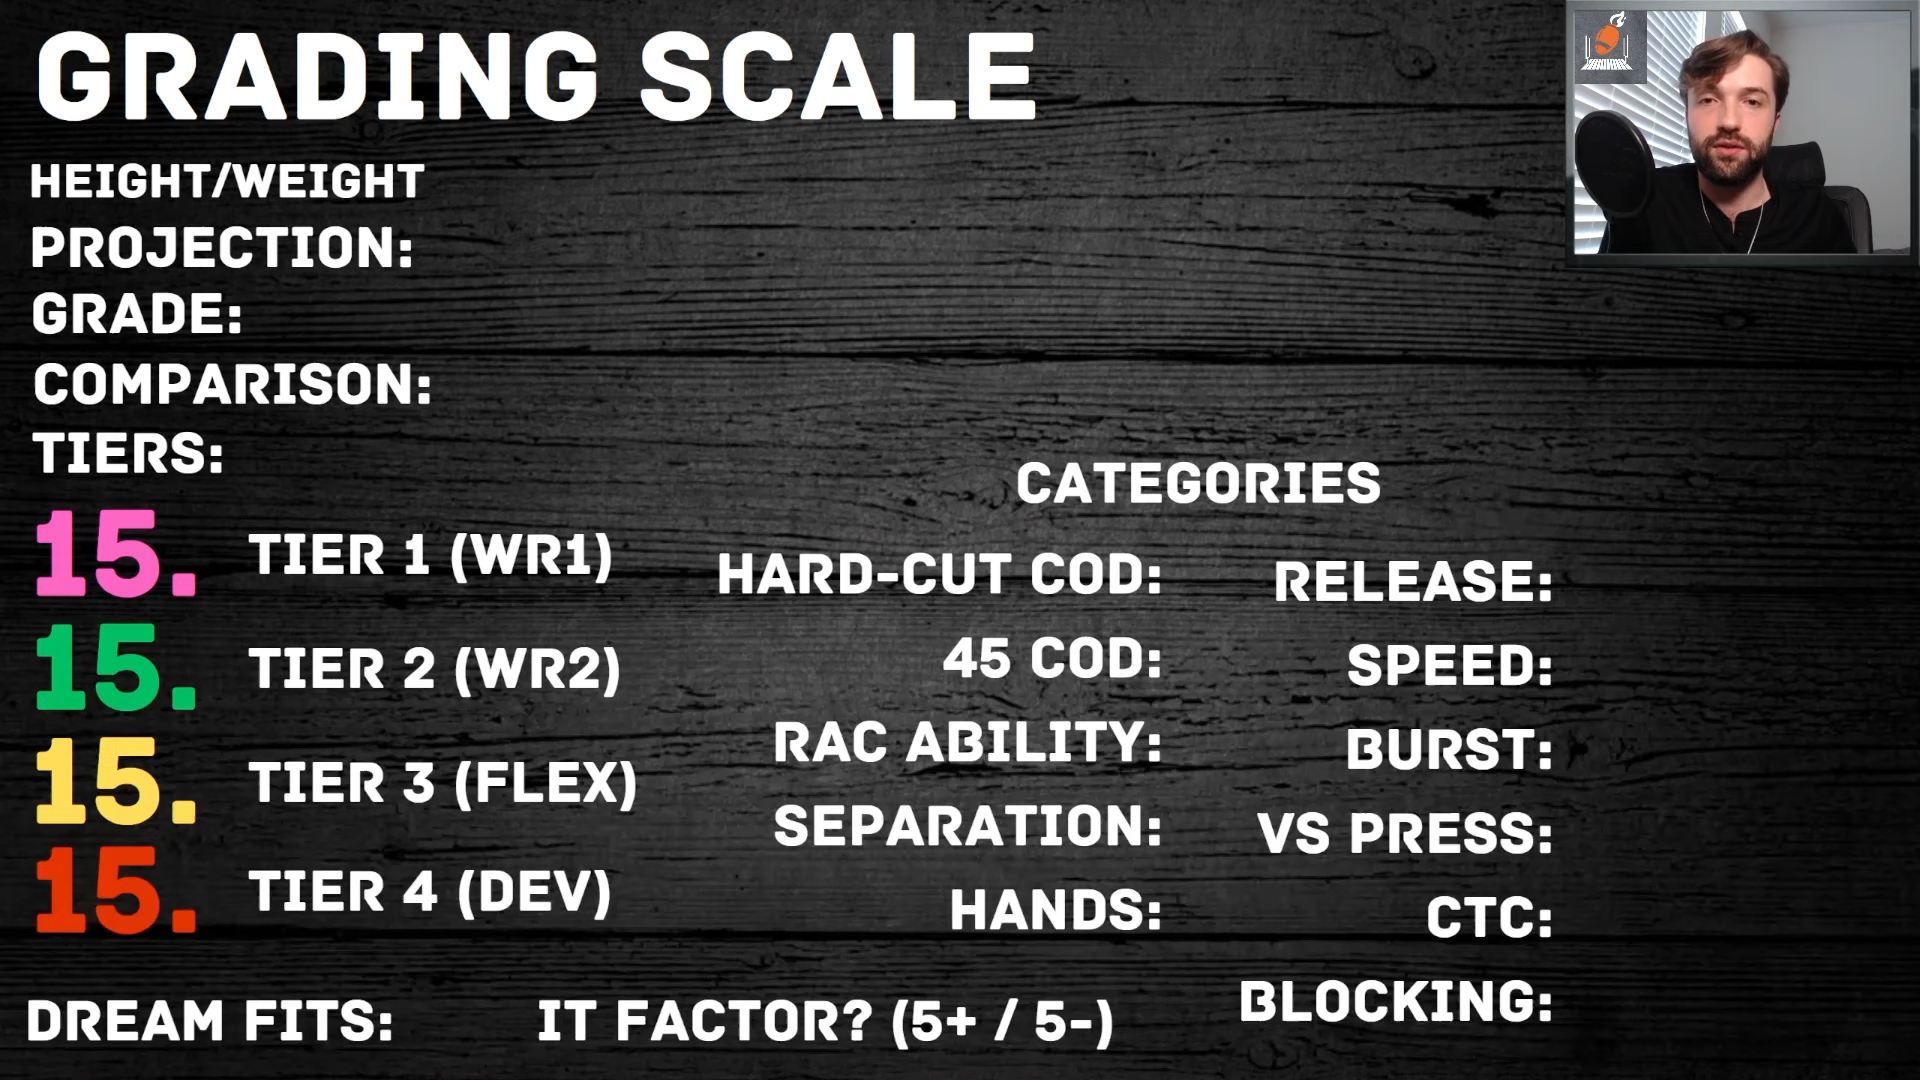 GRADING SCALE
HEIGHT/WEIGHT
PROJECTION:
GRADE:
COMPARISON:
TIERS:
15. TIER 1 (WR1)
15. TIER 2 (WR2)
15. TIER 3 (FLEX)
15. TIER 4 (DEV)
CATEGORIES
HARD-CUT COD:
45 COD:
RAC ABILITY:
SEPARATION:
HANDS:
RELEASE:
SPEED:
BURST:
VS PRESS:
CTC:
BLOCKING:
DREAM FITS:
IT FACTOR? (5+ / 5-)